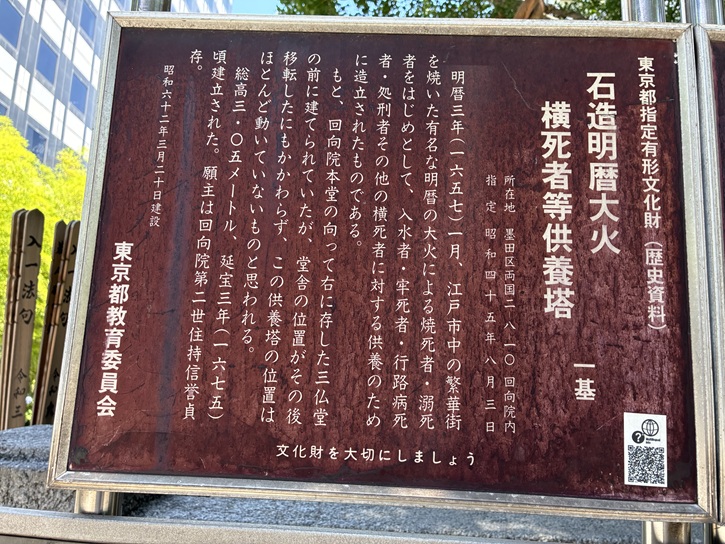 東京都指定有形文化財（歴史資料）
石造明暦大火
横死者等供養塔　一基
所在地　墨田区両国二ノ八ノ一〇回向院内
指定　昭和四十五年八月三日
明暦三年（一六五七）一月、江戸市中の繁華街
を焼いた有名な明暦の大火による焼死者・溺死
者をはじめとして、入水者・牢死者・行路病死
者・処刑者その他の横死者に対する供養のため
に造立されたものである。
もと、回向院本堂の向って右に存した三仏堂
の前に建てられていたが、堂舎の位置がその後
移転したにもかかわらず、この供養塔の位置は
ほとんど動いていないものと思われる。
総高三・〇五メートル、延宝三年（一六七五）
頃建立された。願主は回向院第二世住持信誉貞
存。
昭和六十二年三月二十日建設
東京都教育委員会
文化財を大切にしましょう
入一法句
令和三